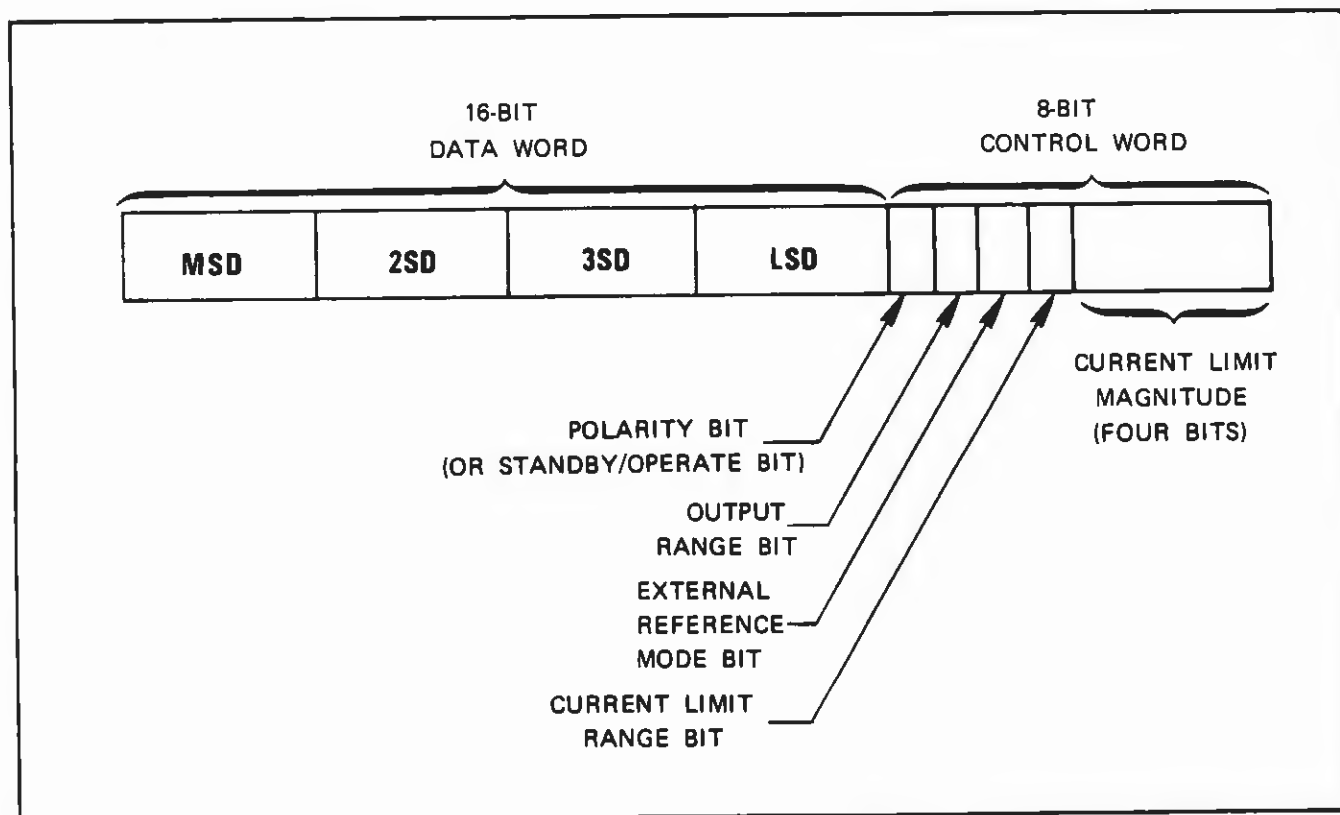 16-BIT
DATA WORD
8-BIT
CONTROL WORD
MSD 2SD 3SD LSD
CURRENT LIMIT
MAGNITUDE
(FOUR BITS)
POLARITY BIT
(OR STANDBY/OPERATE BIT)
OUTPUT
RANGE BIT
EXTERNAL
REFERENCE
MODE BIT
CURRENT LIMIT
RANGE BIT